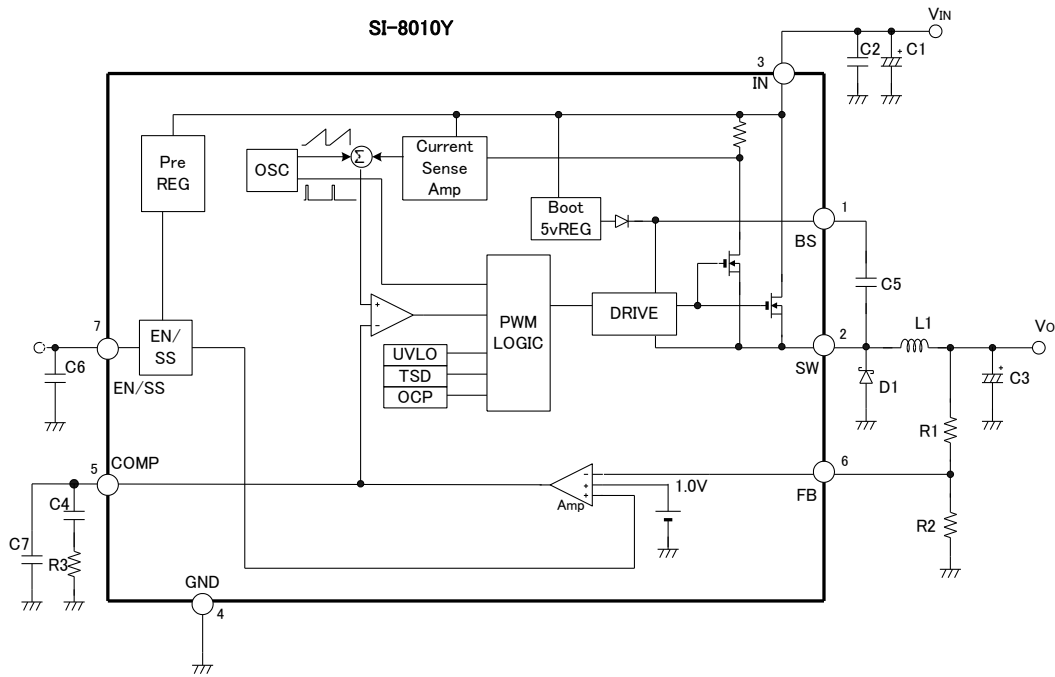 SI-8010Y
VIN
C2
C1
+
3
IN
Pre
REG
OSC
Σ
Current
Sense
Amp
Boot
5vREG
1
BS
C5
7
EN/
SS
EN/SS
C6
+
−
PWM
LOGIC
DRIVE
UVLO
TSD
OCP
2
SW
L1
VO
D1
C3
+
R1
5
COMP
6
FB
−
+
+
Amp
1.0V
C4
C7
R3
R2
GND
4